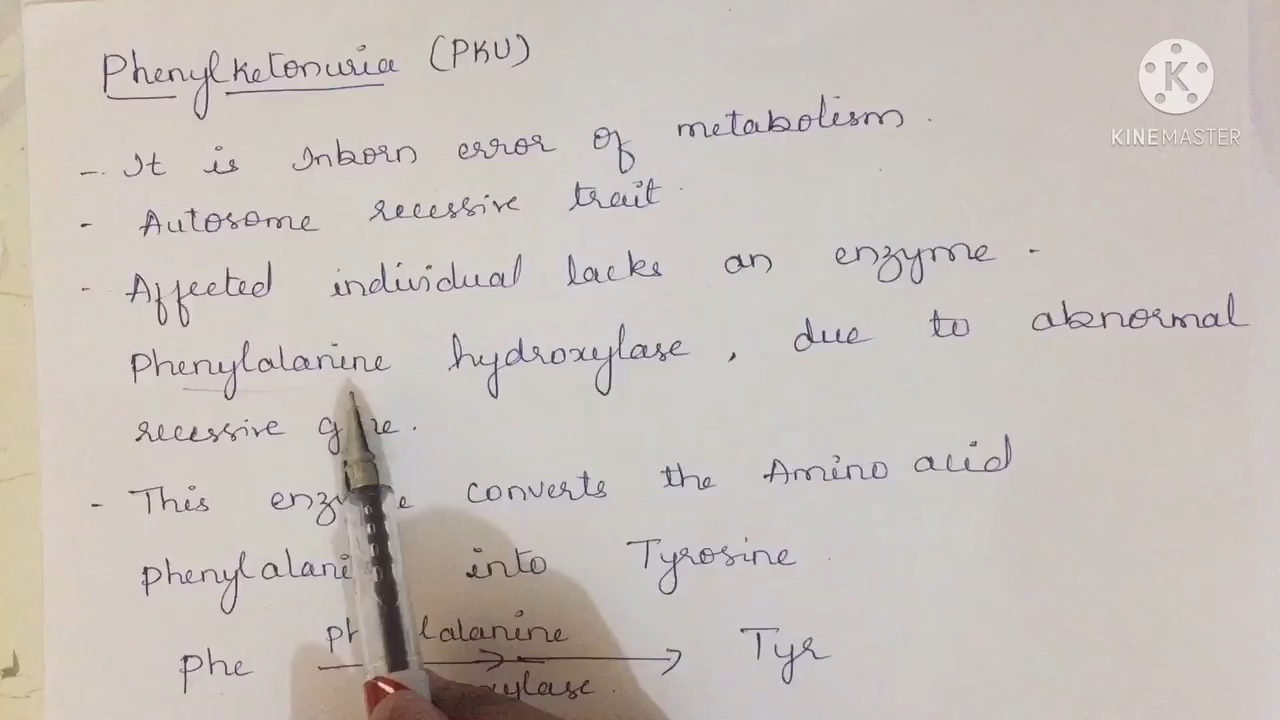 Phenylketonuria (PKU)
KINEMASTER
- It is Inborn error of metabolism.
- Autosome recessive trait.
- Affected individual lacks an enzyme.
Phenylalanine hydroxylase, due to abnormal
recessive
- This converts the Amino acid
into Tyrosine
Phe Tyr